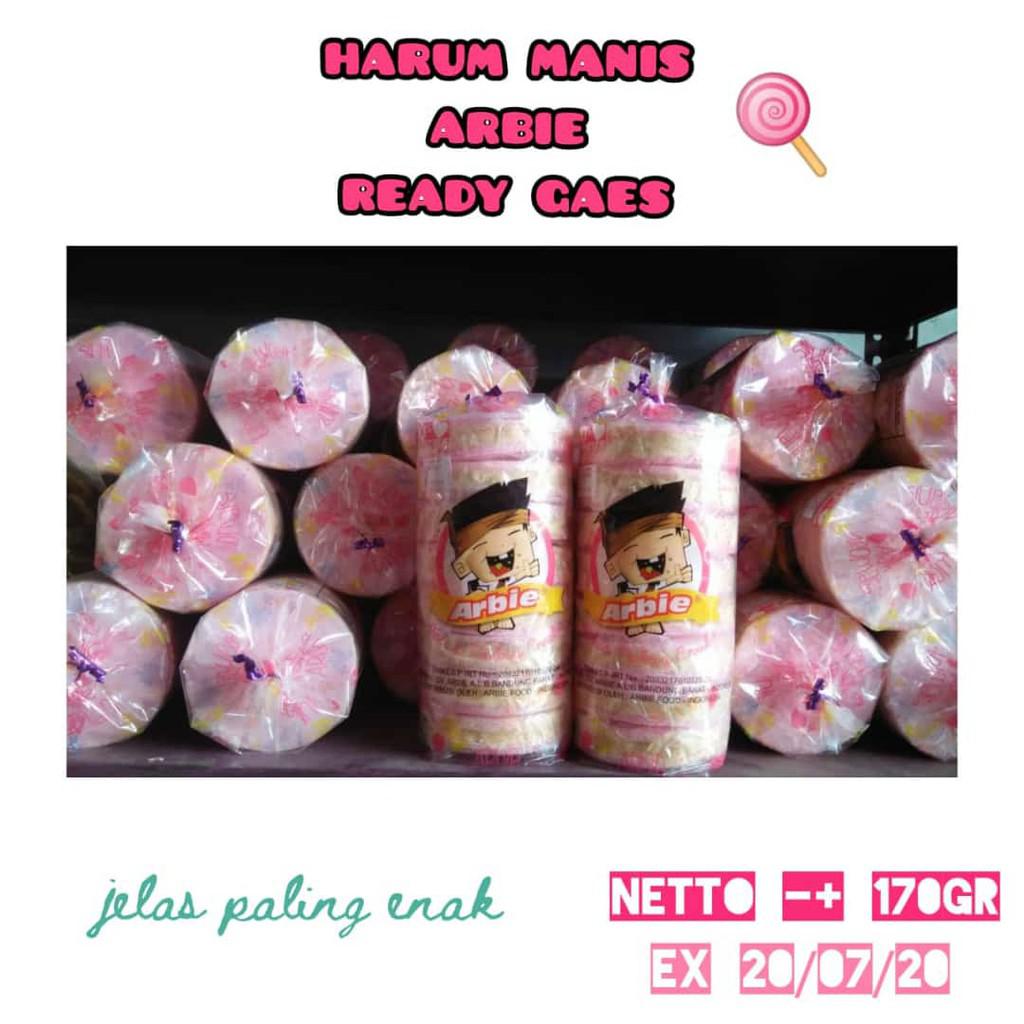 HARUM MANIS
ARBIE
READY GAES
Arbie
Arbie
jelas paling enak
NETTO -+ 170GR
EX 20/07/20